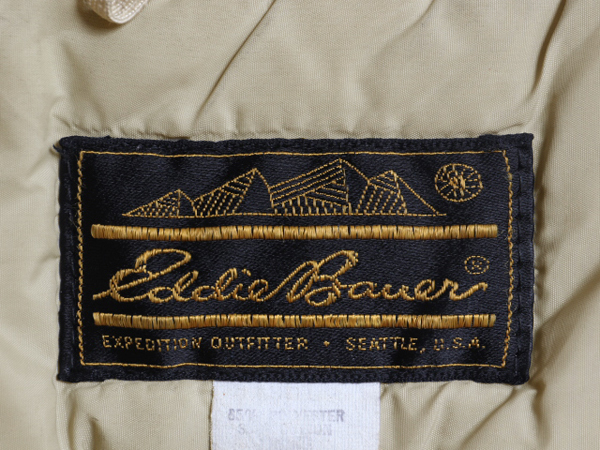 Eddie Bauer®
EXPEDITION OUTFITTER • SEATTLE, U.S.A.